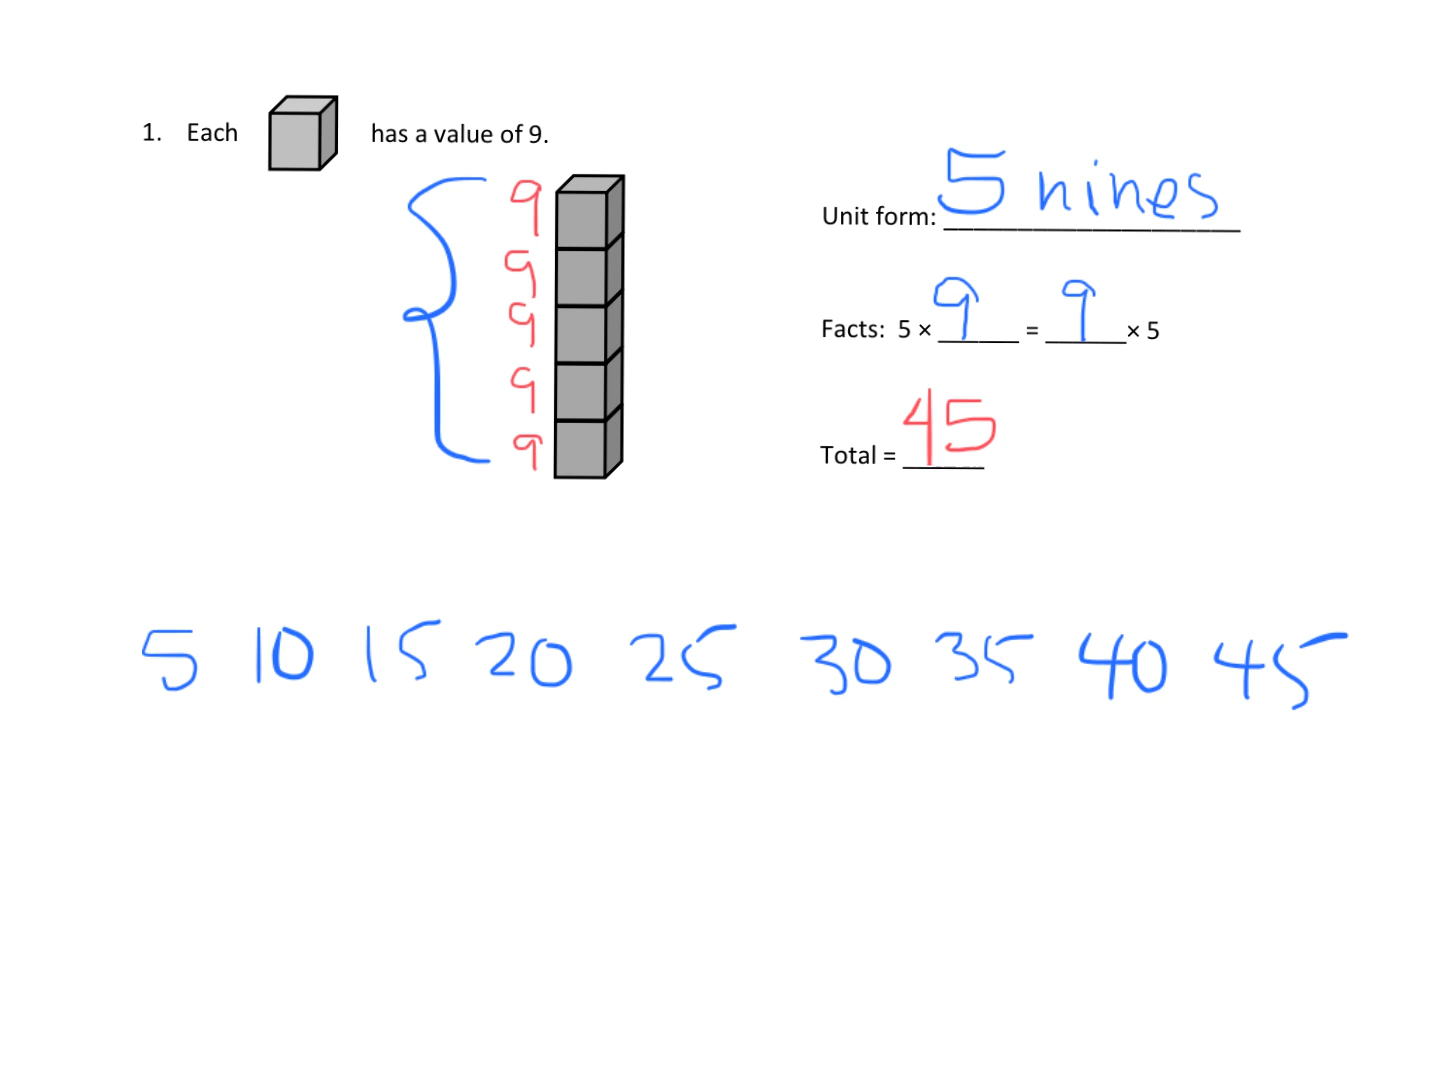 1. Each has a value of 9.
9
9
9
9
9
Unit form: 5 nines
Facts: 5 × 9 = 9 × 5
Total = 45
5 10 15 20 25 30 35 40 45